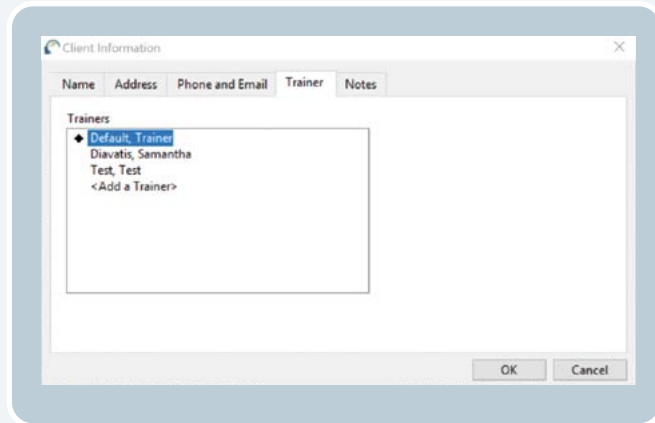 Client Information
Name Address Phone and Email Trainer Notes
Trainers
Default, Trainer
Diavatis, Samantha
Test, Test
<Add a Trainer>
OK Cancel